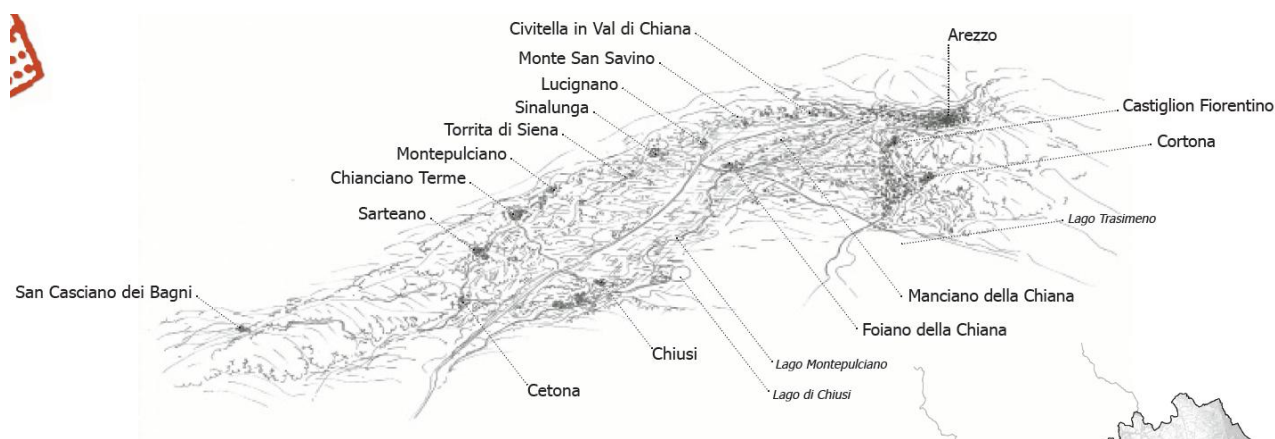 Civitella in Val di Chiana
Arezzo
Monte San Savino
Lucignano
Castiglion Fiorentino
Sinalunga
Torrita di Siena
Cortona
Montepulciano
Chianciano Terme
Sarteano
Lago Trasimeno
San Casciano dei Bagni
Manciano della Chiana
Foiano della Chiana
Chiusi
Lago Montepulciano
Cetona
Lago di Chiusi